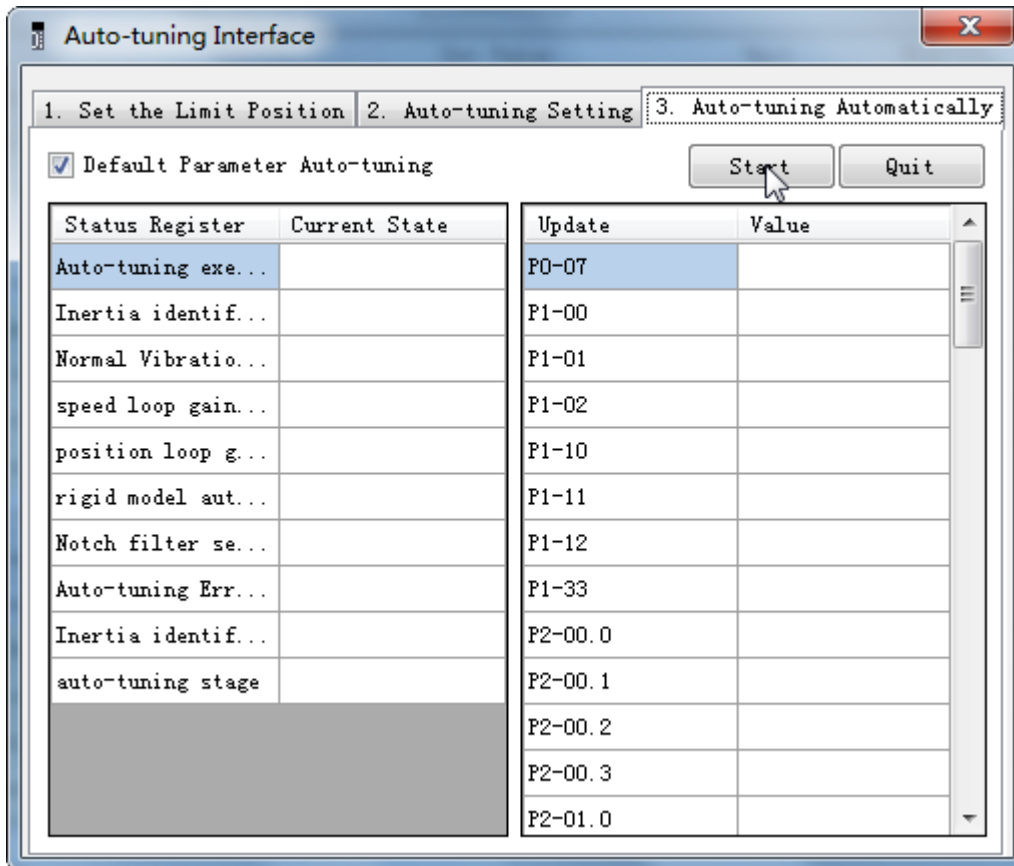 Auto-tuning Interface
1. Set the Limit Position 2. Auto-tuning Setting 3. Auto-tuning Automatically
Default Parameter Auto-tuning Start Quit
Status Register Current State Update Value
Auto-tuning exe... P0-07
Inertia identif... P1-00
Normal Vibratio... P1-01
speed loop gain... P1-02
position loop g... P1-10
rigid model aut... P1-11
Notch filter se... P1-12
Auto-tuning Err... P1-33
Inertia identif... P2-00.0
auto-tuning stage P2-00.1
P2-00.2
P2-00.3
P2-01.0